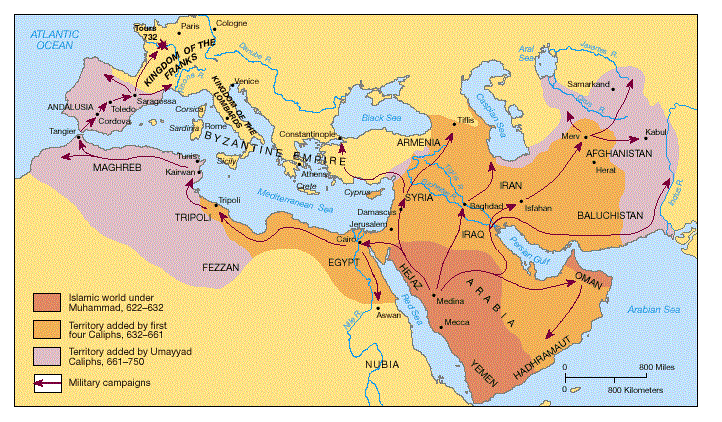 ATLANTIC
OCEAN
Tours
732
Paris
Cologne
KINGDOM OF THE
FRANKS
Danube R.
Rhone R.
Venice
KINGDOM OF THE
LOMBARDS
Aral
Sea
Samarkand
ANDALUSIA
Saragossa
Toledo
Cordova
Corsica
Sardinia
Rome
Tangier
Black Sea
Caspian Sea
Constantinople
BYZANTINE EMPIRE
Tiflis
ARMENIA
Merv
Kabul
AFGHANISTAN
Herat
MAGHREB
Tunis
Kairwan
Sicily
Athens
Crete
Cyprus
SYRIA
IRAN
Mediterranean Sea
Damascus
Baghdad
Isfahan
BALUCHISTAN
Indus R.
TRIPOLI
Tripoli
Jerusalem
IRAQ
Cairo
Persian Gulf
FEZZAN
EGYPT
HEJAZ
ARABIA
OMAN
Medina
Aswan
Nile R.
Red Sea
Mecca
Arabian Sea
NUBIA
YEMEN
HADHRAMAUT
Islamic world under
Muhammad, 622–632
Territory added by first
four Caliphs, 632–661
Territory added by Umayyad
Caliphs, 661–750
Military campaigns
0 800 Miles
0 800 Kilometers